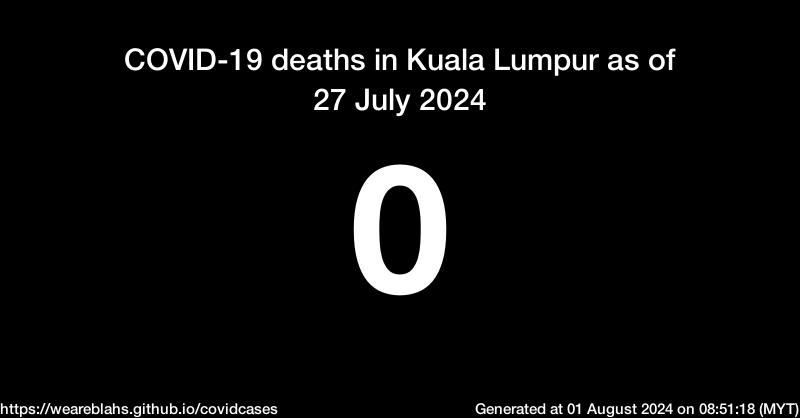 COVID-19 deaths in Kuala Lumpur as of
27 July 2024
0
https://weareblahs.github.io/covidcases
Generated at 01 August 2024 on 08:51:18 (MYT)